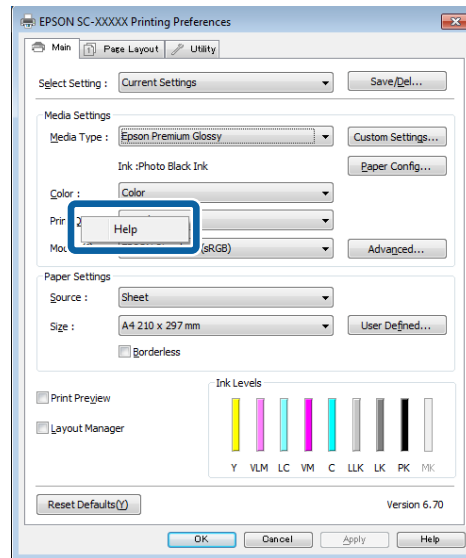 EPSON SC-XXXXX Printing Preferences
Main Page Layout Utility
Select Setting : Current Settings Save/Del...
Media Settings
Media Type : Epson Premium Glossy Custom Settings...
Ink :Photo Black Ink Paper Config...
Color : Color
Help
(sRGB) Advanced...
Paper Settings
Source : Sheet
Size : A4 210 x 297 mm User Defined...
Borderless
Ink Levels
Print Preview
Layout Manager
Y VLM LC VM C LLK LK PK MK
Reset Defaults(Y) Version 6.70
OK Cancel Apply Help